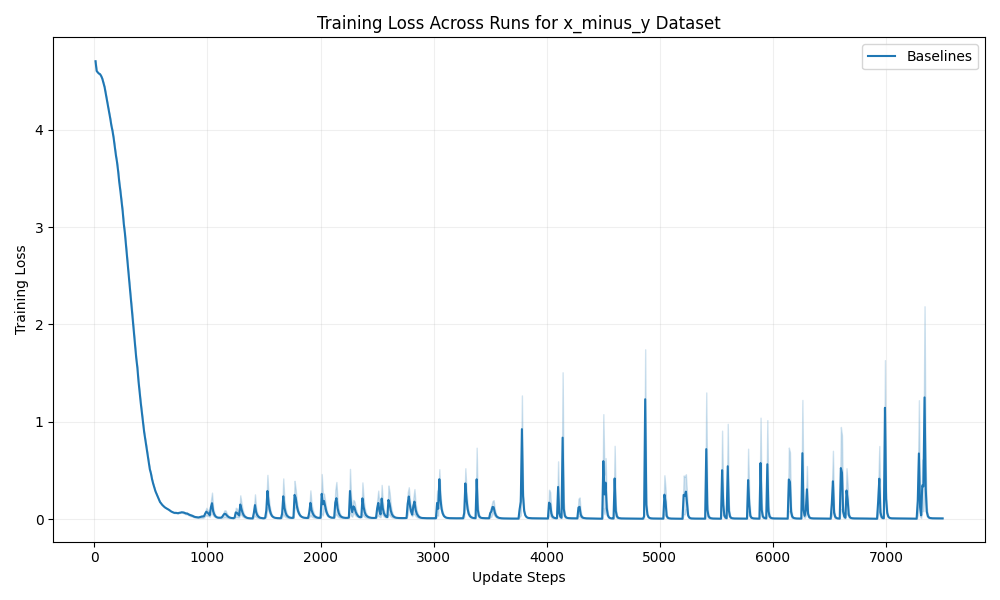 Training Loss Across Runs for x_minus_y Dataset
Baselines
Training Loss
4
3
2
1
0
0 1000 2000 3000 4000 5000 6000 7000
Update Steps